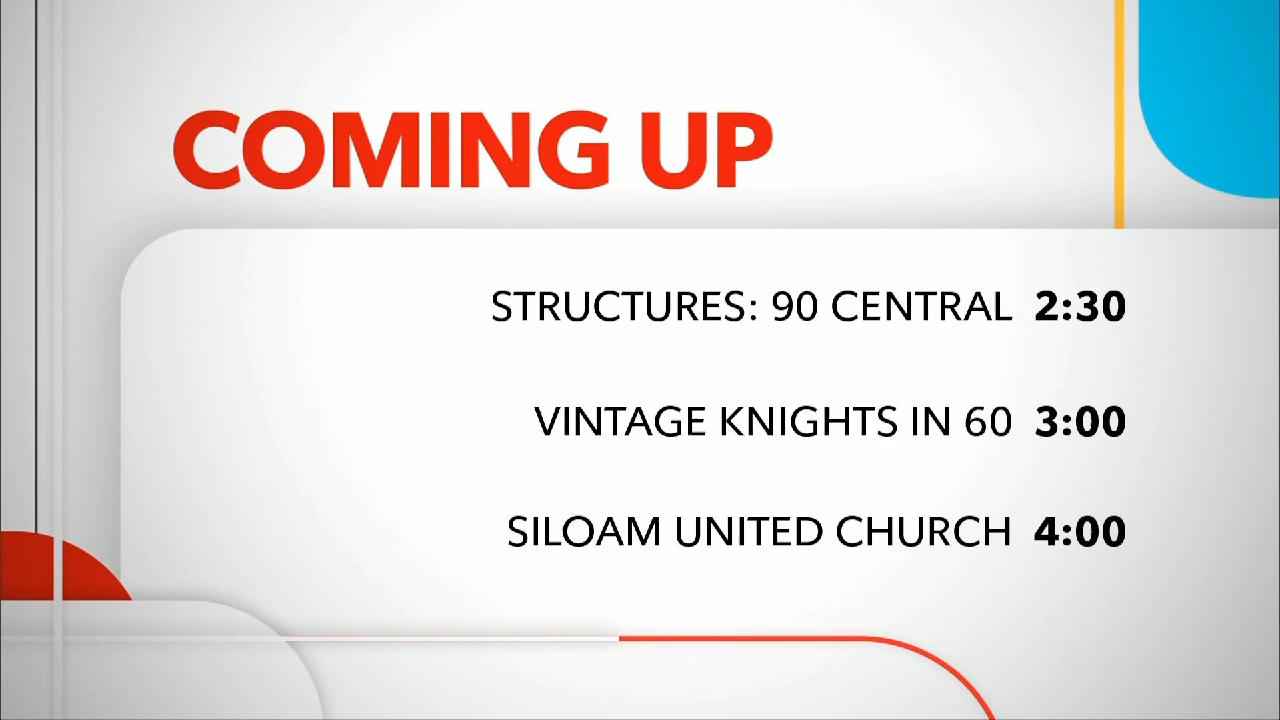 COMING UP
STRUCTURES: 90 CENTRAL 2:30
VINTAGE KNIGHTS IN 60 3:00
SILOAM UNITED CHURCH 4:00